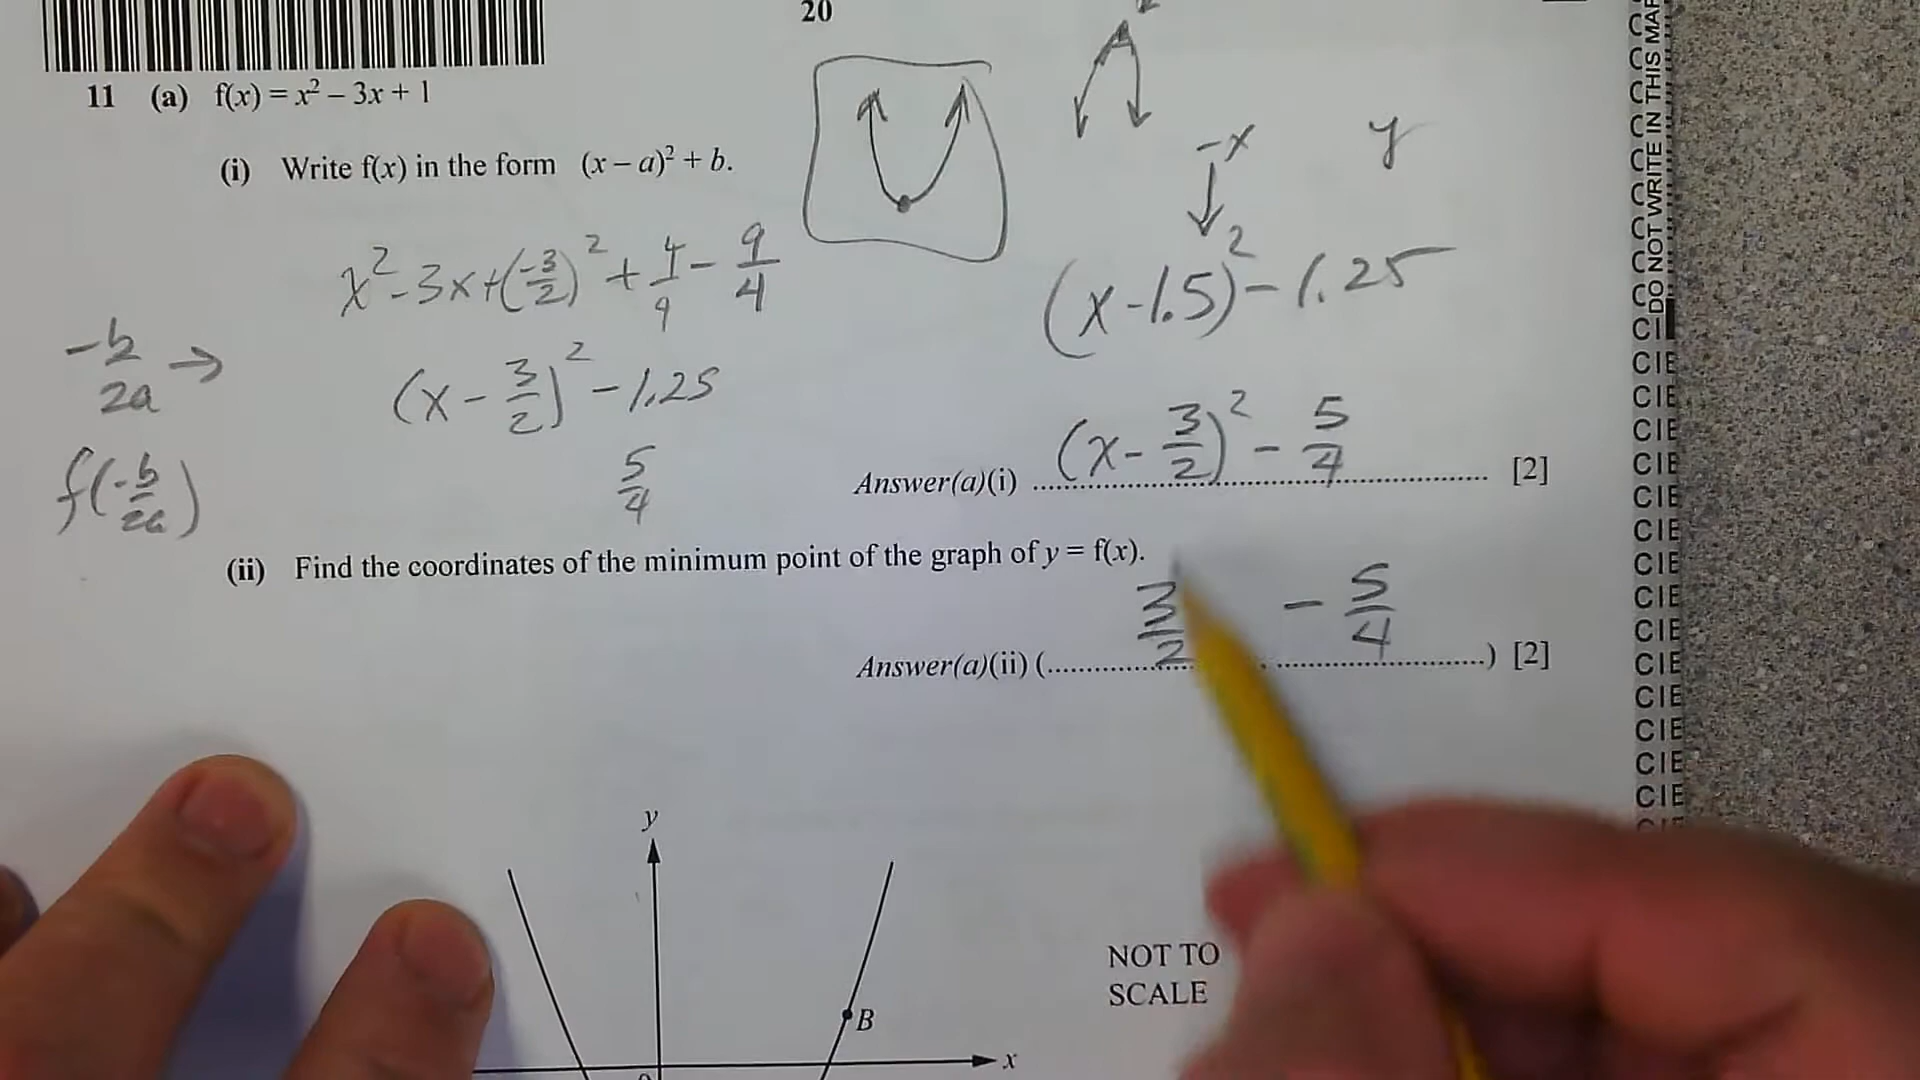 20
11 (a) f(x) = x² – 3x + 1
(i) Write f(x) in the form (x – a)² + b.
-x y
x² - 3x + (-3/2)² + 4/9 - 9/4
(x - 1.5)² - 1.25
-b/2a →
(x - 3/2)² - 1.25
f(-b/2a)
5/4
Answer(a)(i) (x - 3/2)² - 5/4 [2]
(ii) Find the coordinates of the minimum point of the graph of y = f(x).
Answer(a)(ii) ( 3/2 , - 5/4 ) [2]
y
NOT TO
SCALE
B
x
DO NOT WRITE IN THIS MAR
CIE
CIE
CIE
CIE
CIE
CIE
CIE
CIE
CIE
CIE
CIE
CIE
CIE
CIE